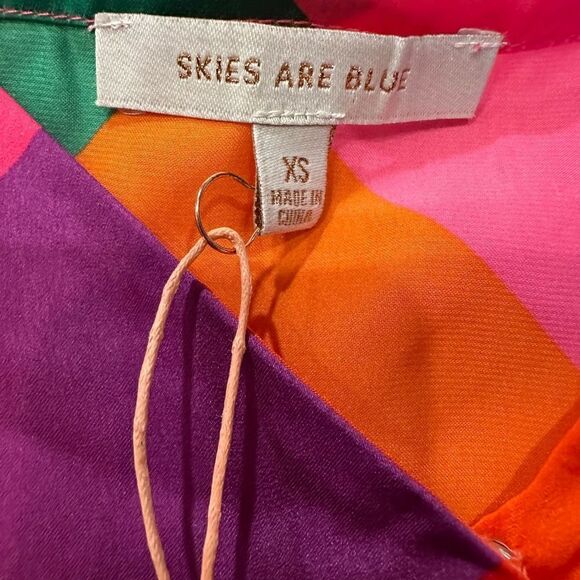 SKIES ARE BLUE
XS
MADE IN
CHINA